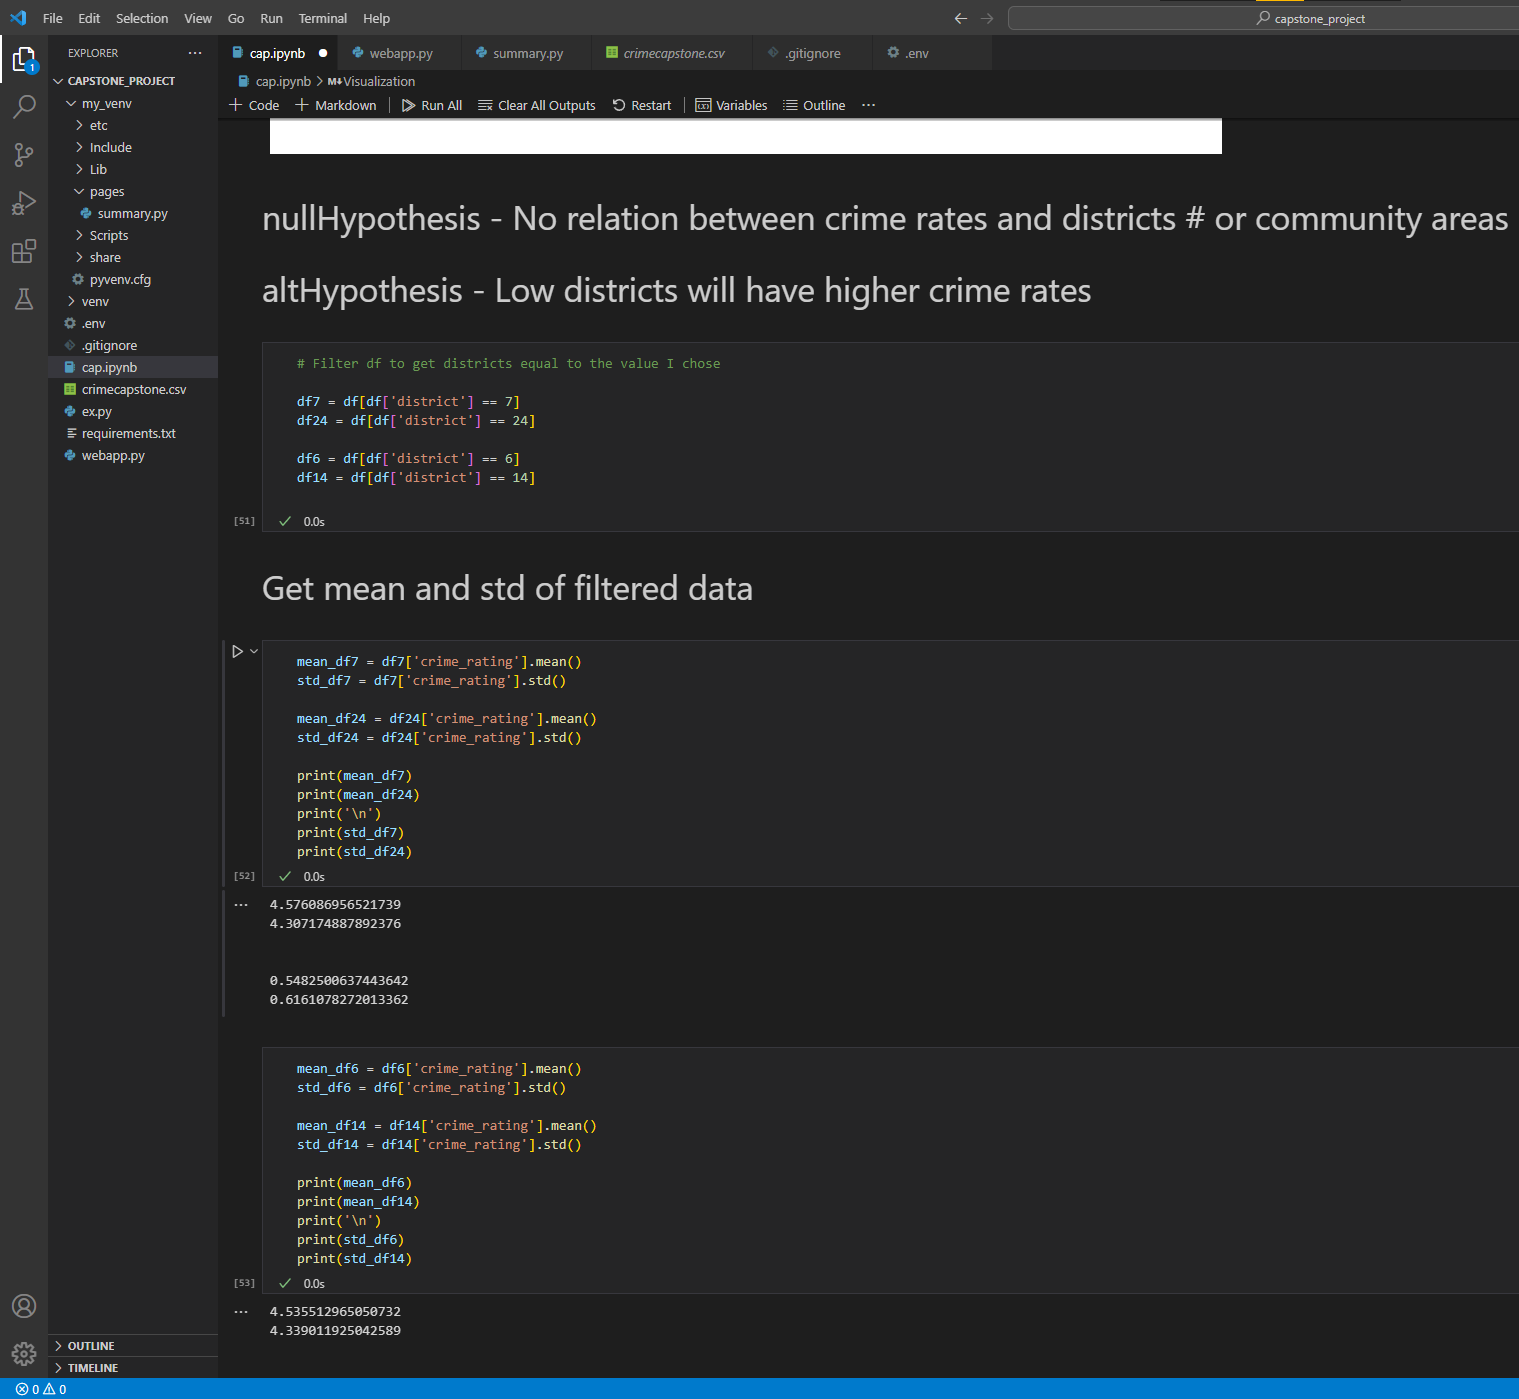 File Edit Selection View Go Run Terminal Help
capstone_project
EXPLORER
CAPSTONE_PROJECT
my_venv
etc
Include
Lib
pages
summary.py
Scripts
share
pyvenv.cfg
venv
.env
.gitignore
cap.ipynb
crimecapstone.csv
ex.py
requirements.txt
webapp.py
OUTLINE
TIMELINE
1
cap.ipynb webapp.py summary.py crimecapstone.csv .gitignore .env
cap.ipynb > M↓Visualization
+ Code + Markdown | Run All Clear All Outputs Restart | Variables Outline ...
nullHypothesis - No relation between crime rates and districts # or community areas
altHypothesis - Low districts will have higher crime rates
# Filter df to get districts equal to the value I chose
df7 = df[df['district'] == 7]
df24 = df[df['district'] == 24]
df6 = df[df['district'] == 6]
df14 = df[df['district'] == 14]
[51] ✓ 0.0s
Get mean and std of filtered data
mean_df7 = df7['crime_rating'].mean()
std_df7 = df7['crime_rating'].std()
mean_df24 = df24['crime_rating'].mean()
std_df24 = df24['crime_rating'].std()
print(mean_df7)
print(mean_df24)
print('\n')
print(std_df7)
print(std_df24)
[52] ✓ 0.0s
4.576086956521739
4.307174887892376
0.5482500637443642
0.6161078272013362
mean_df6 = df6['crime_rating'].mean()
std_df6 = df6['crime_rating'].std()
mean_df14 = df14['crime_rating'].mean()
std_df14 = df14['crime_rating'].std()
print(mean_df6)
print(mean_df14)
print('\n')
print(std_df6)
print(std_df14)
[53] ✓ 0.0s
4.535512965050732
4.339011925042589
0 0